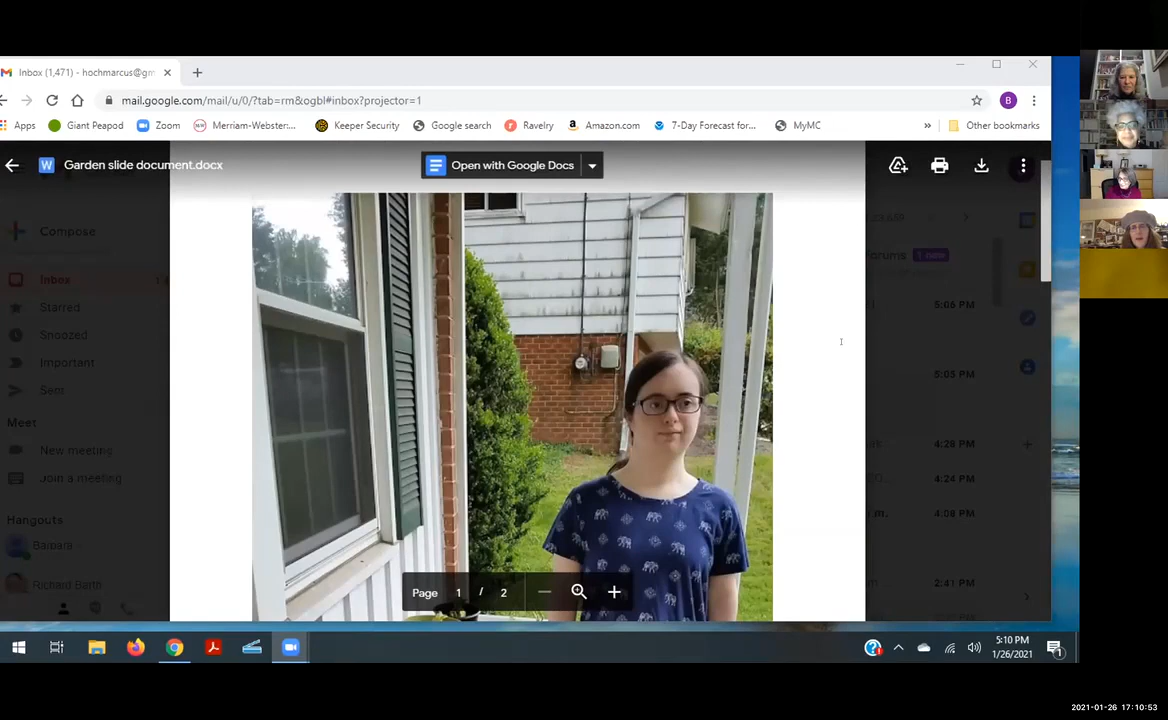 Inbox (1,471) - hochmarcus@gm
mail.google.com/mail/u/0/?tab=rm&ogbl#inbox?projector=1
B
Apps
Giant Peapod
Zoom
Merriam-Webster:...
Keeper Security
Google search
Ravelry
Amazon.com
7-Day Forecast for...
MyMC
»
Other bookmarks
W
Garden slide document.docx
Open with Google Docs
Compose
Inbox
Starred
Snoozed
Important
Sent
Meet
New meeting
Join a meeting
Hangouts
Barbara
Richard Barth
Forums
1 new
5:06 PM
5:05 PM
4:28 PM
4:24 PM
4:08 PM
2:41 PM
Page 1 / 2
5:10 PM
1/26/2021
2021-01-26 17:10:53